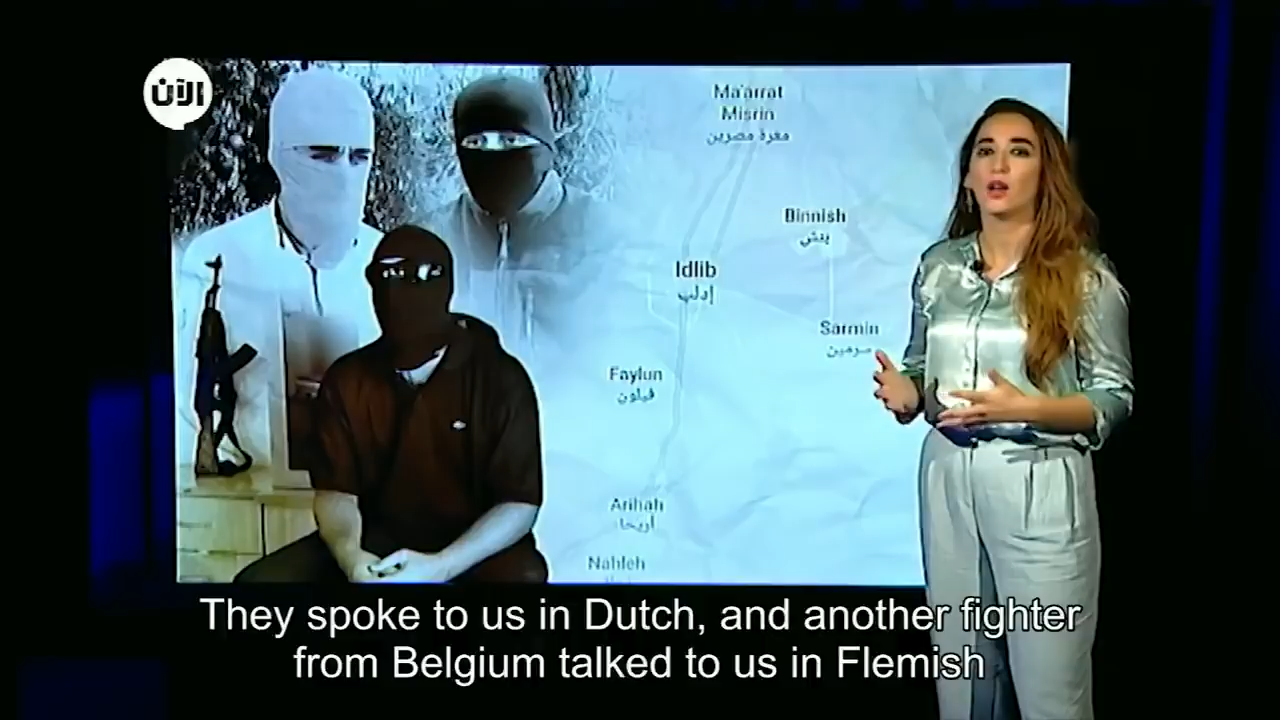 الآن
Ma'arrat
Misrin
معرة مصرين
Binnish
بنش
Idlib
إدلب
Sarmin
سرمين
Faylun
فيلون
Arihah
أريحا
Nahleh
They spoke to us in Dutch, and another fighter
from Belgium talked to us in Flemish